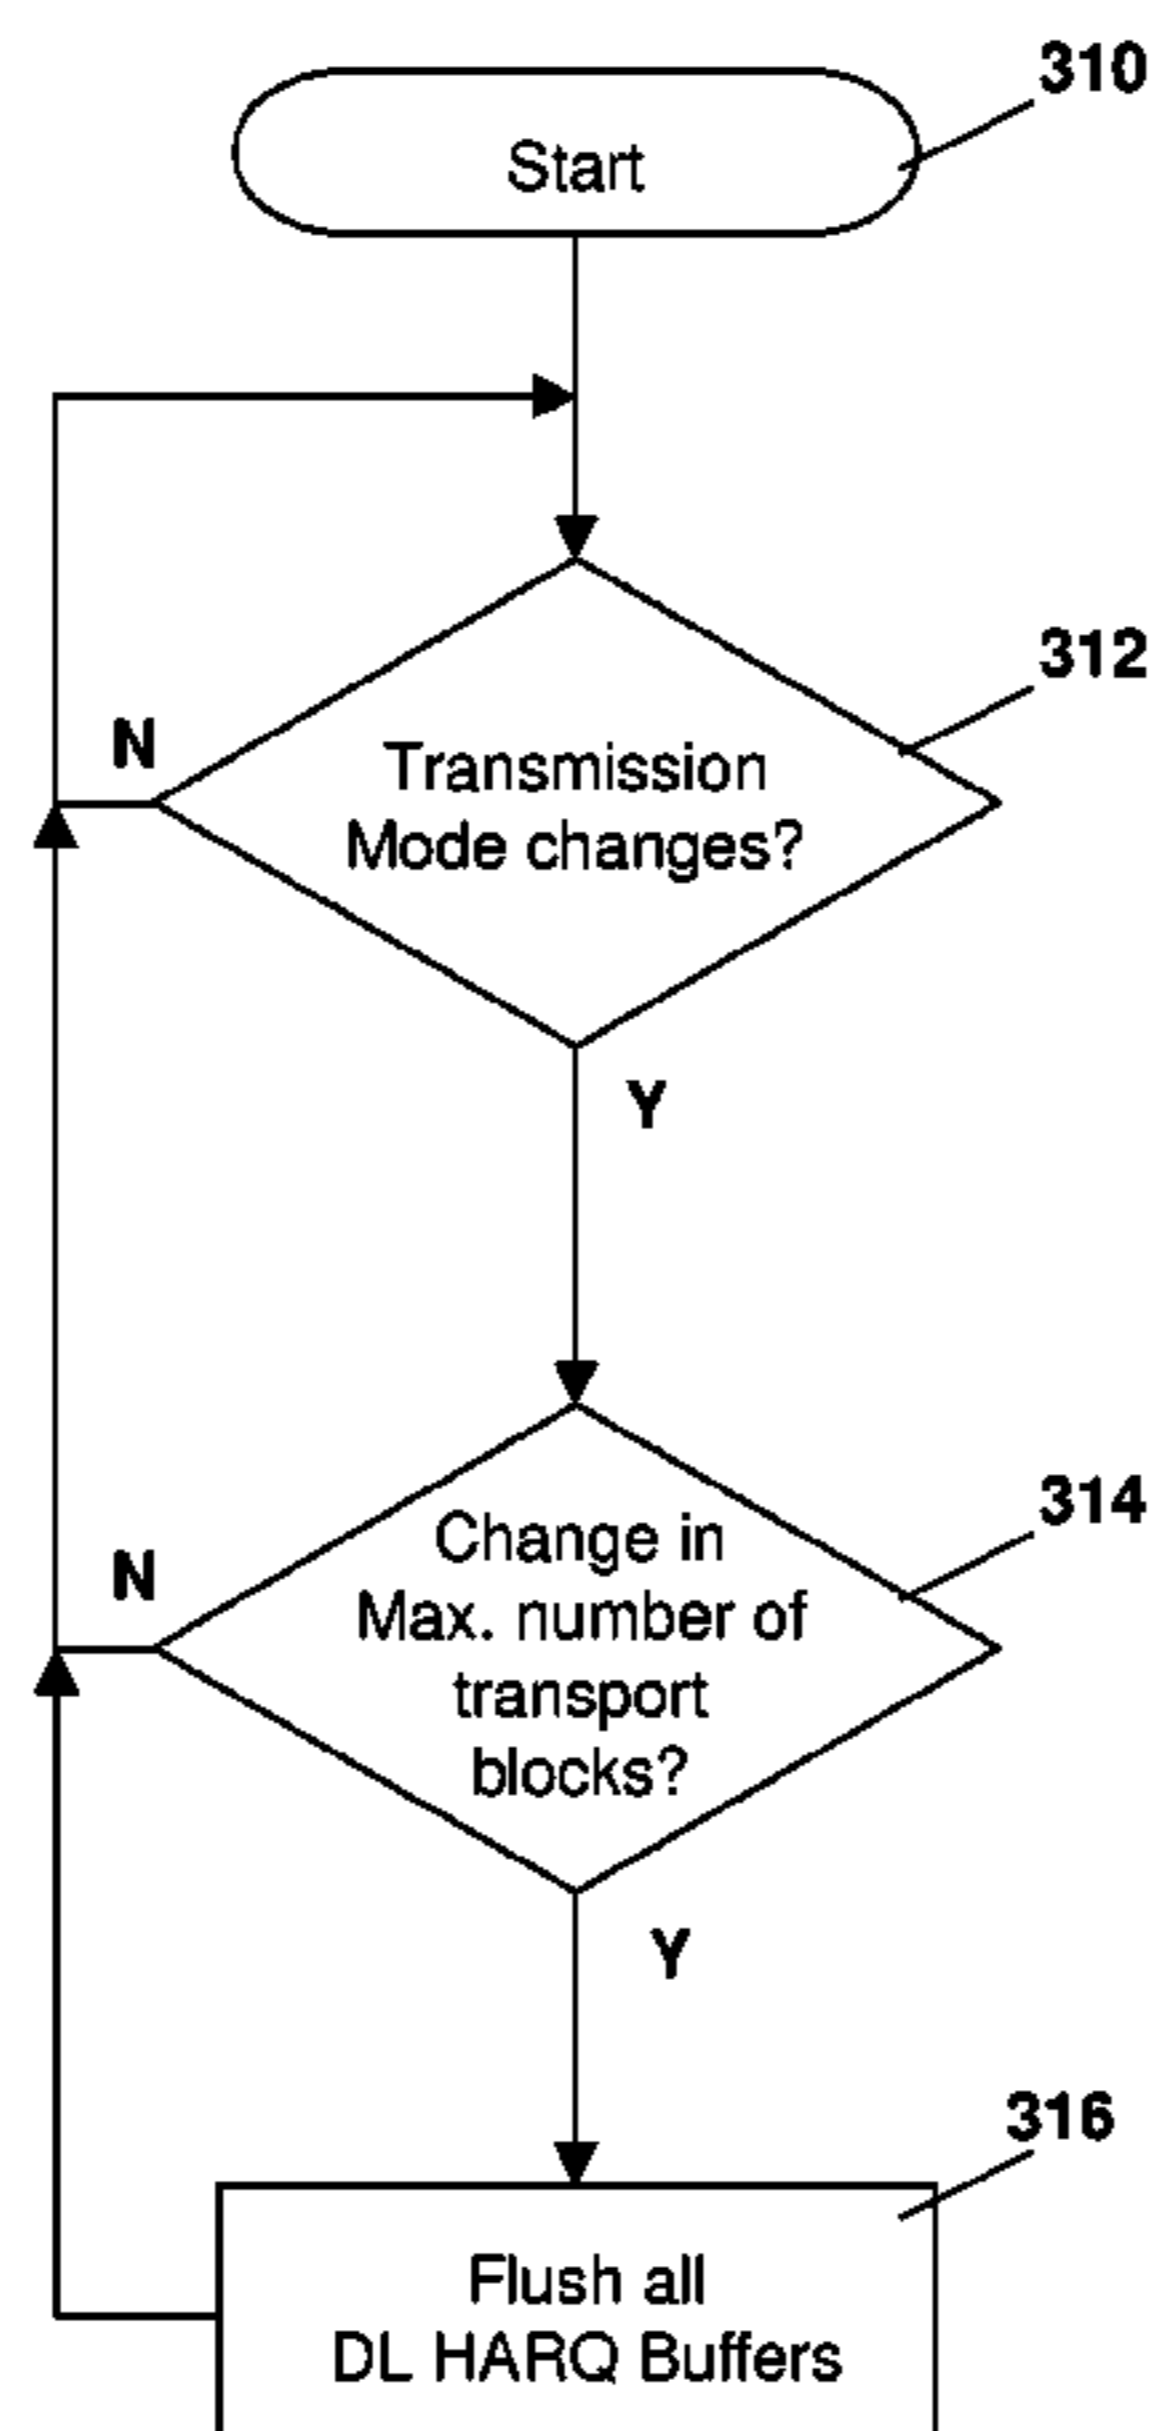 310
Start
312
N
Transmission
Mode changes?
Y
314
N
Change in
Max. number of
transport
blocks?
Y
316
Flush all
DL HARQ Buffers